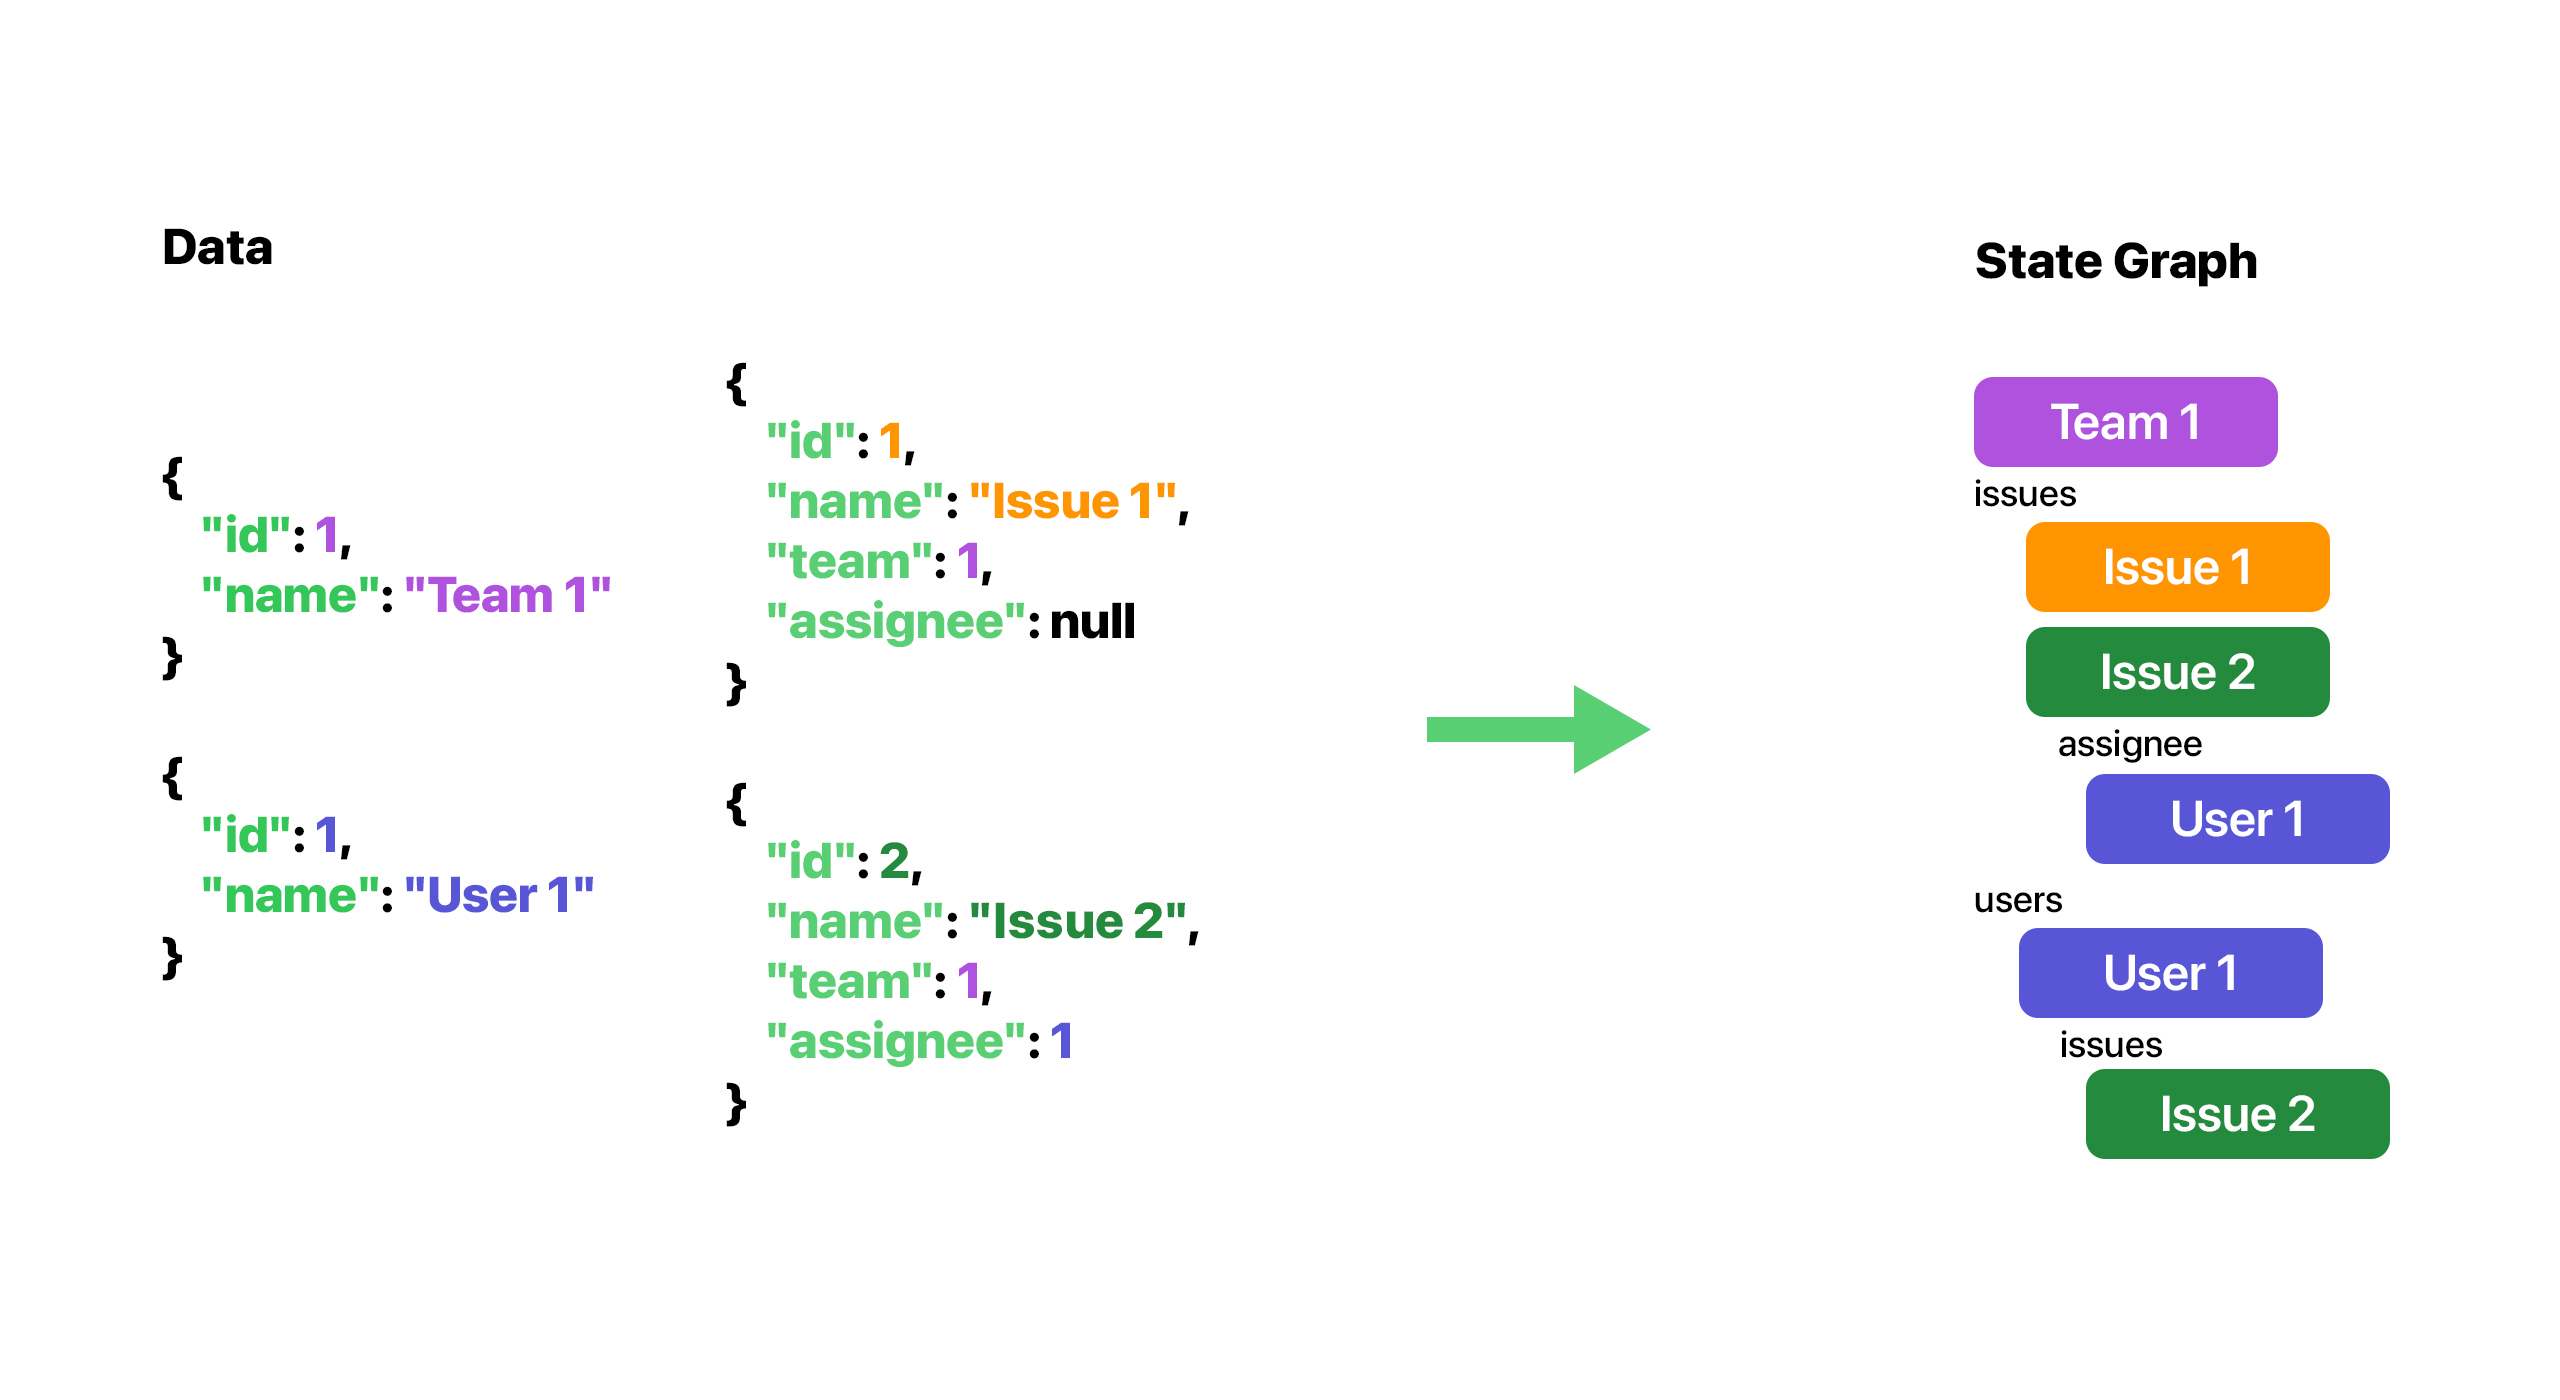 Data
{
"id": 1,
"name": "Team 1"
}
{
"id": 1,
"name": "User 1"
}
{
"id": 1,
"name": "Issue 1",
"team": 1,
"assignee": null
}
{
"id": 2,
"name": "Issue 2",
"team": 1,
"assignee": 1
}
State Graph
Team 1
issues
Issue 1
Issue 2
assignee
User 1
users
User 1
issues
Issue 2